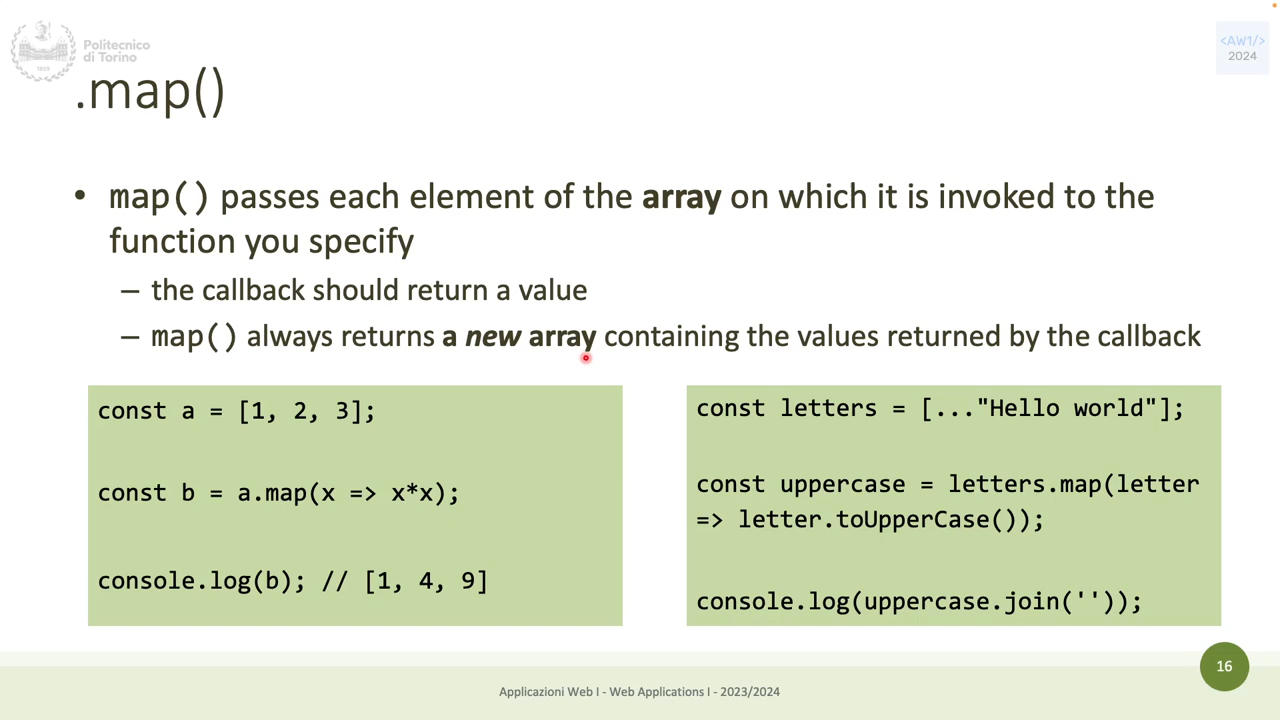 Politecnico
di Torino
1859
<AW1/>
2024
.map()
• map() passes each element of the array on which it is invoked to the
function you specify
– the callback should return a value
– map() always returns a new array containing the values returned by the callback
const a = [1, 2, 3];
const b = a.map(x => x*x);
console.log(b); // [1, 4, 9]
const letters = [..."Hello world"];
const uppercase = letters.map(letter
=> letter.toUpperCase());
console.log(uppercase.join(''));
16
Applicazioni Web I - Web Applications I - 2023/2024